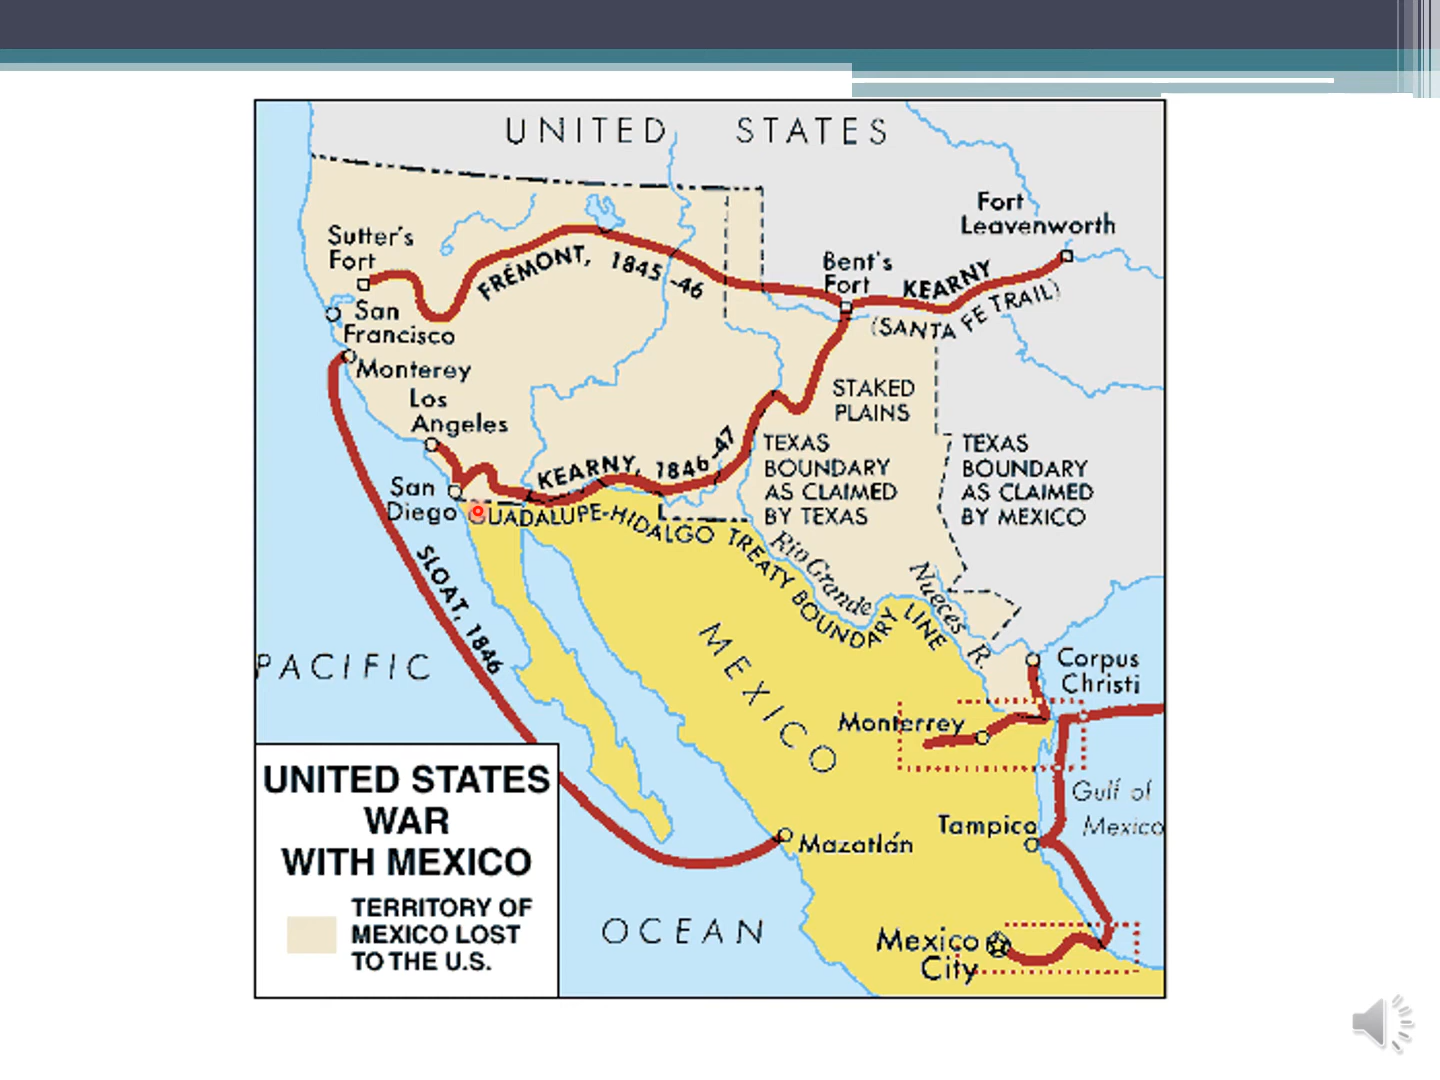 UNITED STATES
Fort
Leavenworth
Sutter's
Fort
FRÉMONT, 1845-46
Bent's
Fort
KEARNY
(SANTA FE TRAIL)
San
Francisco
Monterey
Los
Angeles
STAKED
PLAINS
KEARNY, 1846-47
TEXAS
BOUNDARY
AS CLAIMED
BY TEXAS
TEXAS
BOUNDARY
AS CLAIMED
BY MEXICO
San
Diego
GUADALUPE-HIDALGO TREATY BOUNDARY LINE
Rio Grande
Nueces R.
SLOAT, 1846
MEXICO
PACIFIC
Corpus
Christi
Monterrey
Gulf of
Mexico
Tampico
Mazatlán
OCEAN
Mexico
City
UNITED STATES
WAR
WITH MEXICO
TERRITORY OF
MEXICO LOST
TO THE U.S.